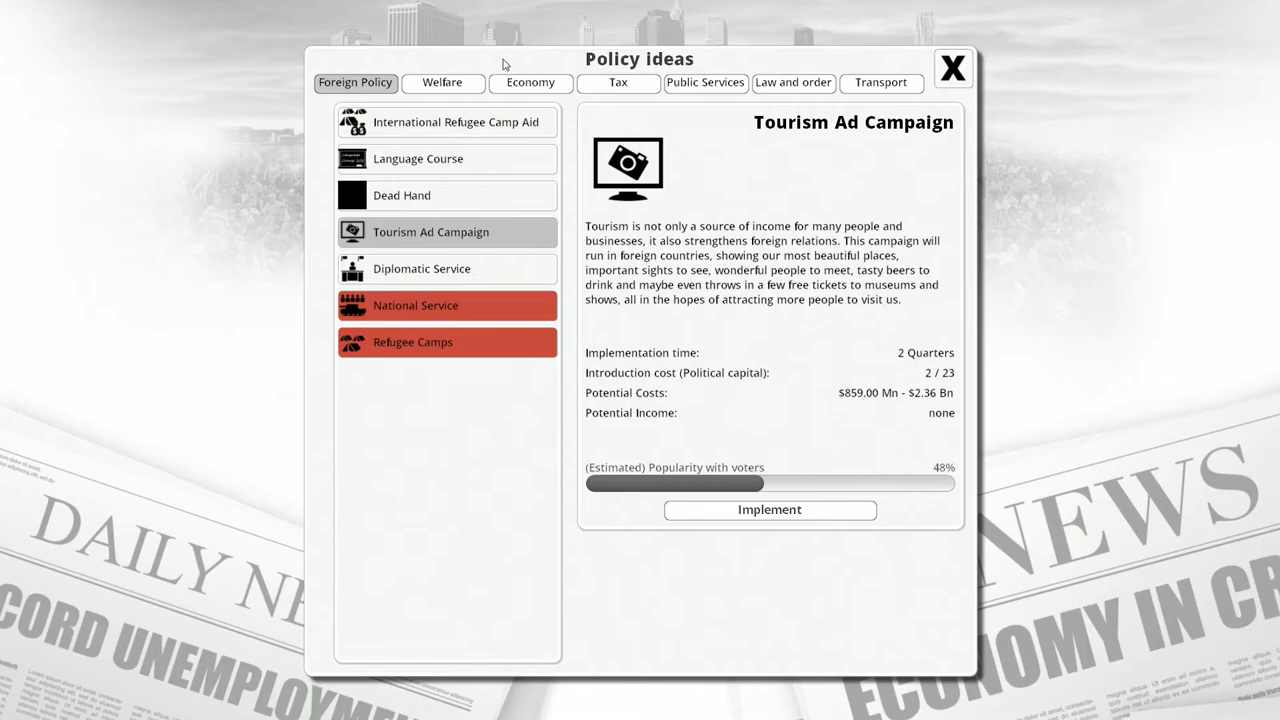 Policy ideas
X
Foreign Policy
Welfare
Economy
Tax
Public Services
Law and order
Transport
International Refugee Camp Aid
Language Course
Dead Hand
Tourism Ad Campaign
Diplomatic Service
National Service
Refugee Camps
Tourism Ad Campaign
Tourism is not only a source of income for many people and
businesses, it also strengthens foreign relations. This campaign will
run in foreign countries, showing our most beautiful places,
important sights to see, wonderful people to meet, tasty beers to
drink and maybe even throws in a few free tickets to museums and
shows, all in the hopes of attracting more people to visit us.
Implementation time: 2 Quarters
Introduction cost (Political capital): 2 / 23
Potential Costs: $859.00 Mn - $2.36 Bn
Potential Income: none
(Estimated) Popularity with voters 48%
Implement
DAILY NE
CORD UNEMPLOYM
NEWS
ECONOMY IN CR